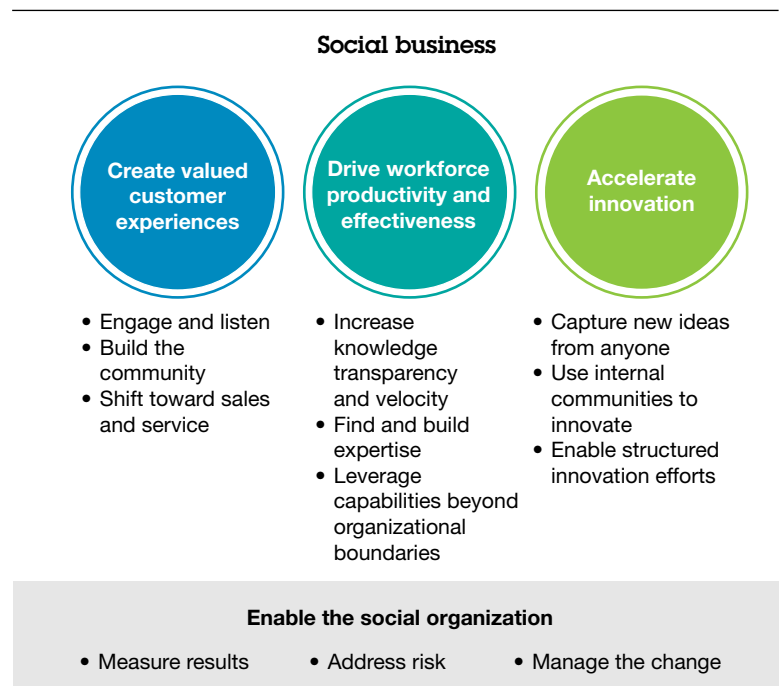 Social business
Create valued
customer
experiences
Drive workforce
productivity and
effectiveness
Accelerate
innovation
• Engage and listen
• Build the
community
• Shift toward sales
and service
• Increase
knowledge
transparency
and velocity
• Find and build
expertise
• Leverage
capabilities beyond
organizational
boundaries
• Capture new ideas
from anyone
• Use internal
communities to
innovate
• Enable structured
innovation efforts
Enable the social organization
• Measure results
• Address risk
• Manage the change